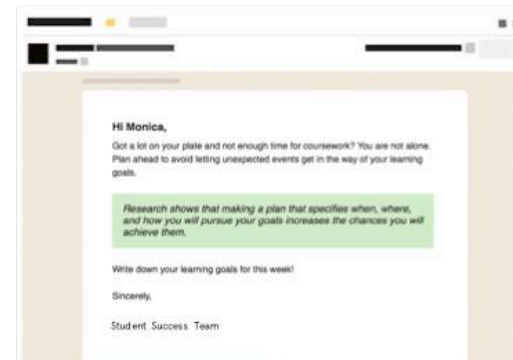 Hi Monica,
Got a lot on your plate and not enough time for coursework? You are not alone.
Plan ahead to avoid letting unexpected events get in the way of your learning
goals.
Research shows that making a plan that specifies when, where,
and how you will pursue your goals increases the chances you will
achieve them.
Write down your learning goals for this week!
Sincerely,
Student Success Team